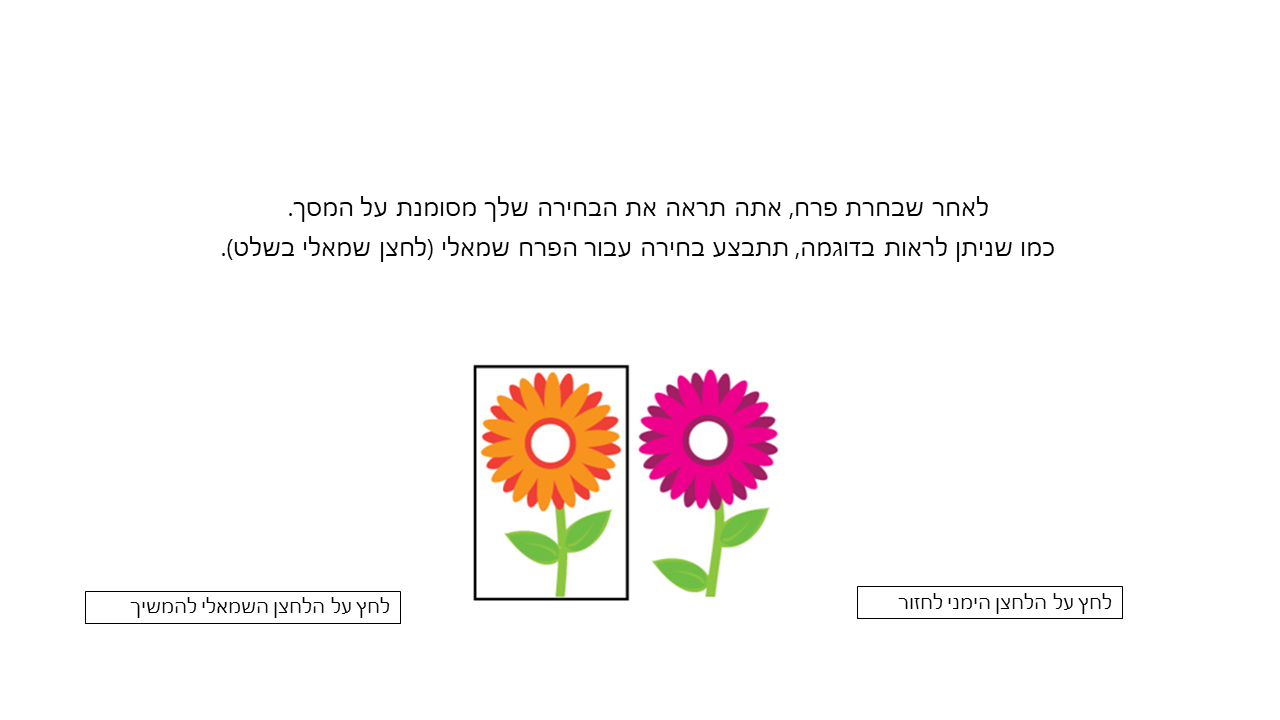 לאחר שבחרת פרח, אתה תראה את הבחירה שלך מסומנת על המסך.
כמו שניתן לראות בדוגמה, תתבצע בחירה עבור הפרח שמאלי (לחצן שמאלי בשלט).
לחץ על הלחצן הימני לחזור
לחץ על הלחצן השמאלי להמשיך